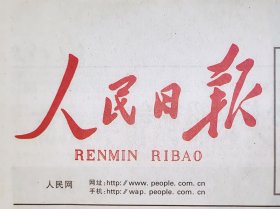 人民日报
RENMIN RIBAO
人民网 网址:http://www.people.com.cn
手机:http://wap.people.com.cn